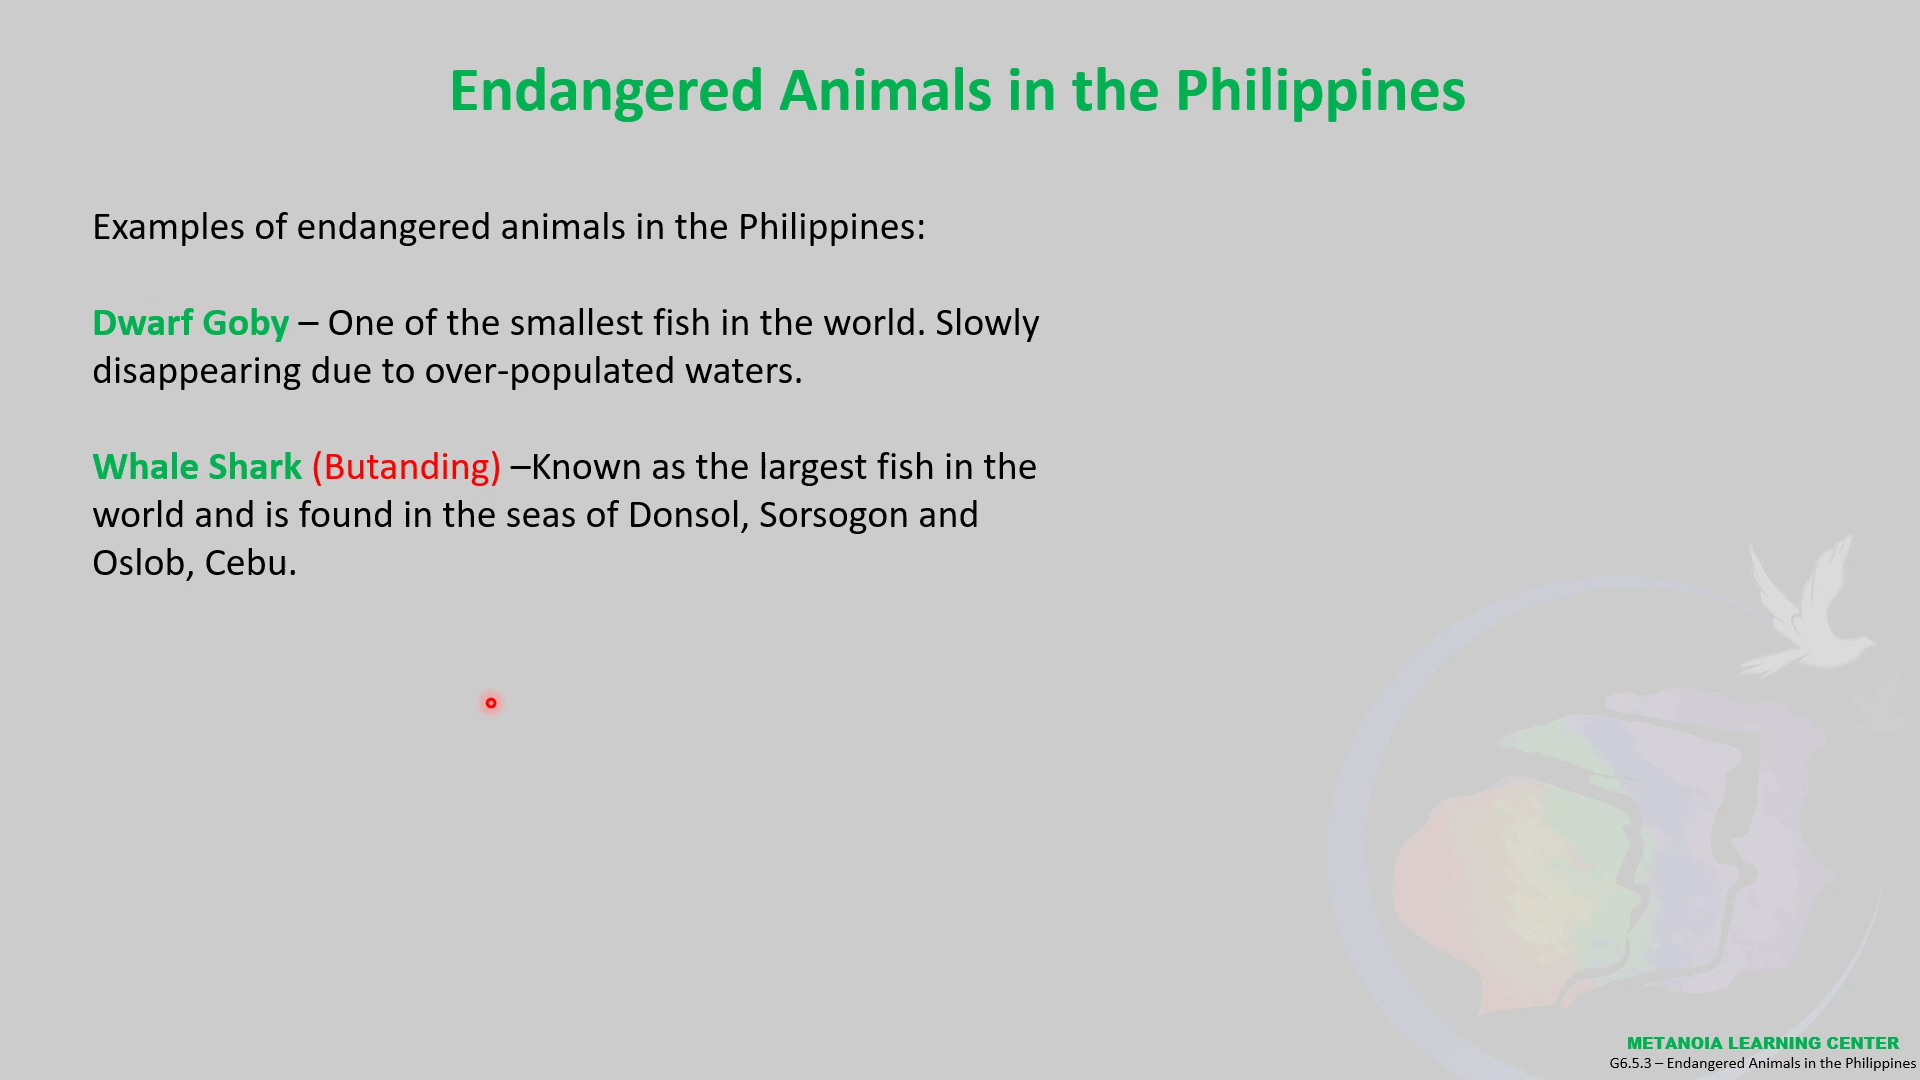 Endangered Animals in the Philippines
Examples of endangered animals in the Philippines:
Dwarf Goby – One of the smallest fish in the world. Slowly
disappearing due to over-populated waters.
Whale Shark (Butanding) –Known as the largest fish in the
world and is found in the seas of Donsol, Sorsogon and
Oslob, Cebu.
METANOIA LEARNING CENTER
G6.5.3 – Endangered Animals in the Philippines